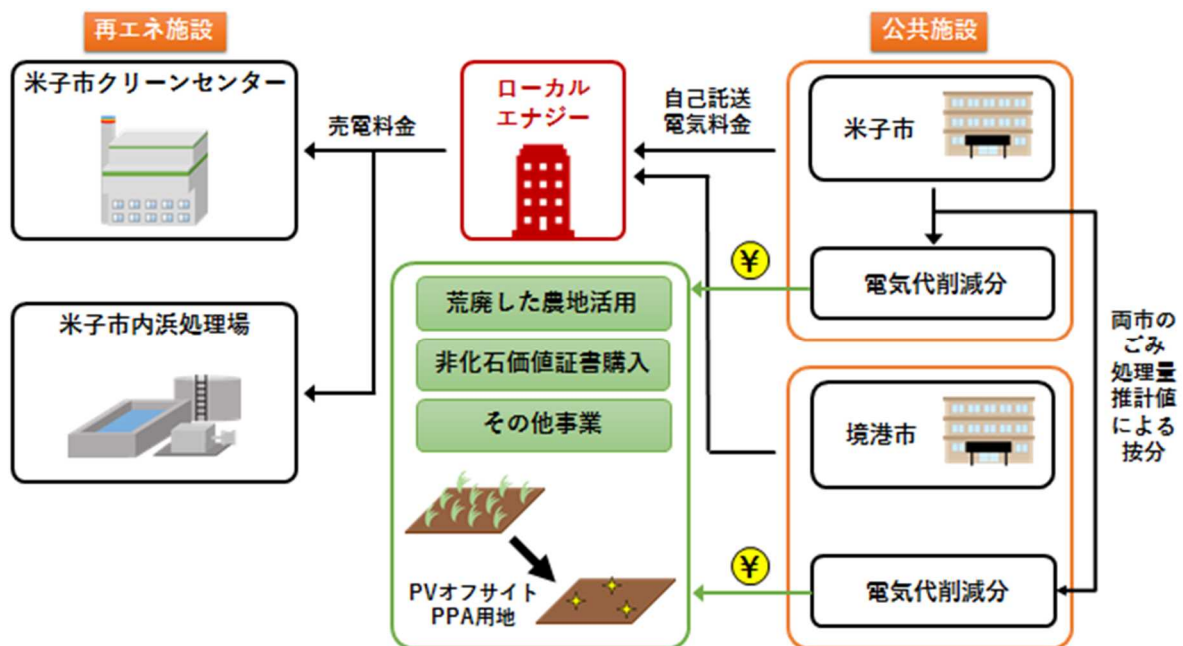 再エネ施設
公共施設
米子市クリーンセンター
売電料金
ローカル
エナジー
自己託送
電気料金
米子市
¥
電気代削減分
米子市内浜処理場
荒廃した農地活用
非化石価値証書購入
その他事業
境港市
両市の
ごみ
処理量
推計値
による
按分
PVオフサイト
PPA用地
¥
電気代削減分